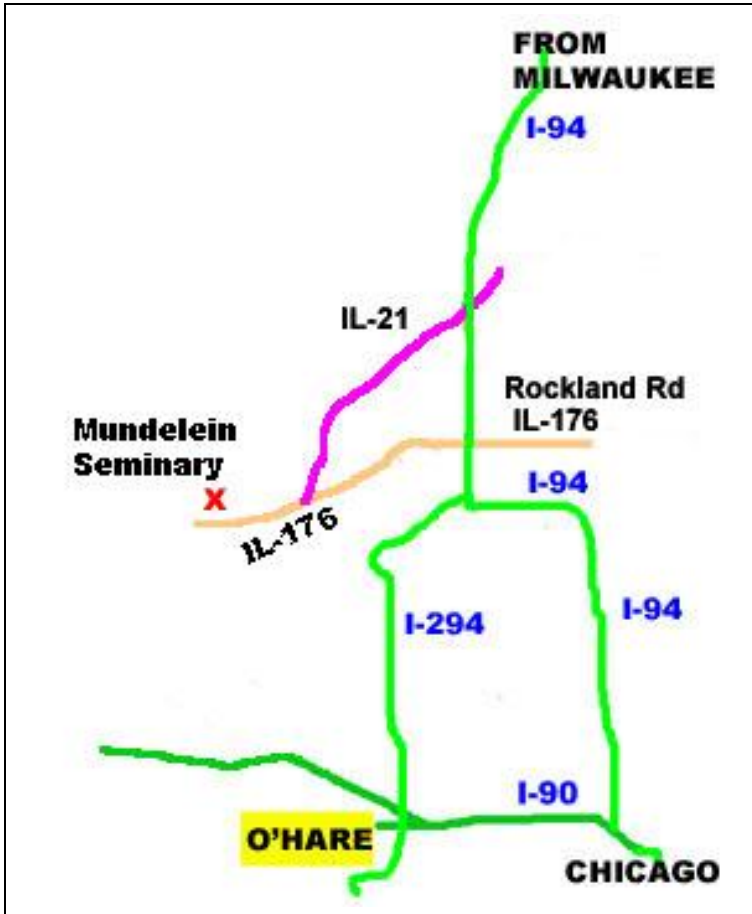 FROM
MILWAUKEE
I-94
IL-21
Rockland Rd
IL-176
Mundelein
Seminary
X
I-94
IL-176
I-294
I-94
I-90
O’HARE
CHICAGO